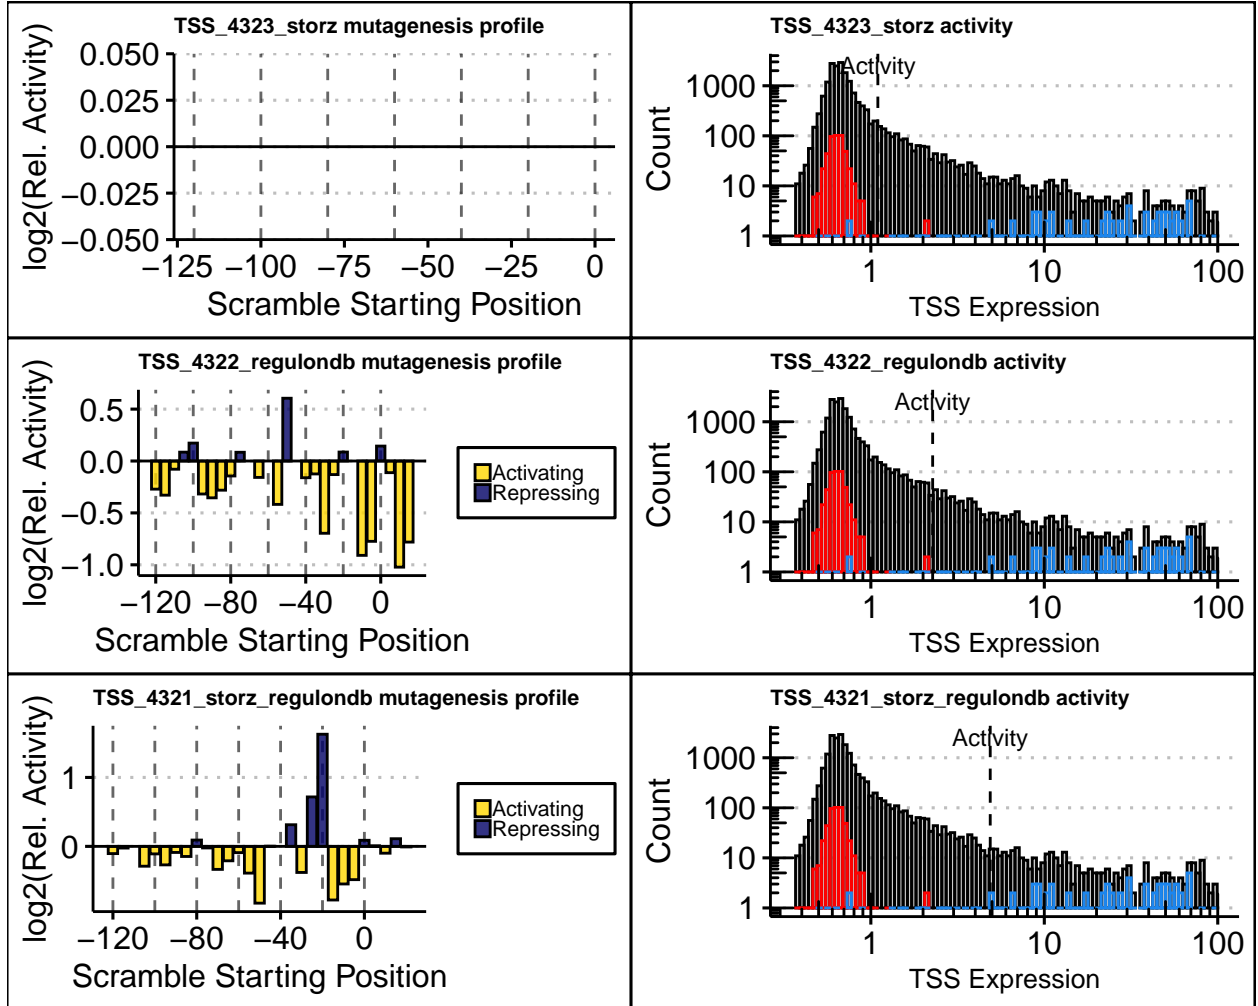 TSS_4323_storz mutagenesis profile
log2(Rel. Activity)
0.050
0.025
0.000
−0.025
−0.050
−125 −100 −75 −50 −25 0
Scramble Starting Position
TSS_4323_storz activity
Activity
Count
1000
100
10
1
1 10 100
TSS Expression
TSS_4322_regulondb mutagenesis profile
log2(Rel. Activity)
0.5
0.0
−0.5
−1.0
−120 −80 −40 0
Scramble Starting Position
Activating
Repressing
TSS_4322_regulondb activity
Activity
Count
1000
100
10
1
1 10 100
TSS Expression
TSS_4321_storz_regulondb mutagenesis profile
log2(Rel. Activity)
1
0
−120 −80 −40 0
Scramble Starting Position
Activating
Repressing
TSS_4321_storz_regulondb activity
Activity
Count
1000
100
10
1
1 10 100
TSS Expression